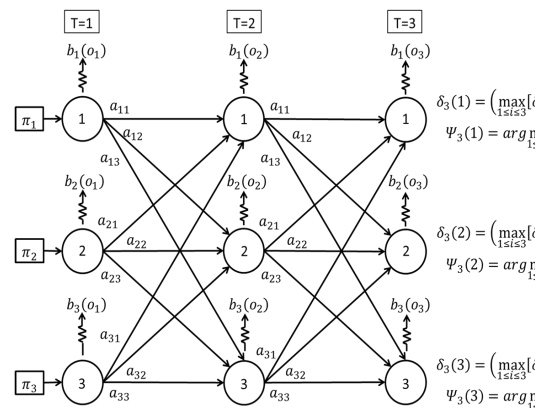 T=1 T=2 T=3
b₁(o₁) b₁(o₂) b₁(o₃)
π₁ 1 a₁₁ 1 a₁₁ 1 δ₃(1) = (max[
1≤i≤3
a₁₂ a₁₂ Ψ₃(1) = arg
a₁₃ a₁₃
b₂(o₁) b₂(o₂) b₂(o₃)
a₂₁ a₂₁ δ₃(2) = (max[
1≤i≤3
π₂ 2 a₂₂ 2 a₂₂ 2 Ψ₃(2) = arg
a₂₃ a₂₃
b₃(o₁) b₃(o₂) b₃(o₃)
a₃₁ a₃₁ δ₃(3) = (max[
1≤i≤3
π₃ 3 a₃₂ 3 a₃₂ 3 Ψ₃(3) = arg
a₃₃ a₃₃